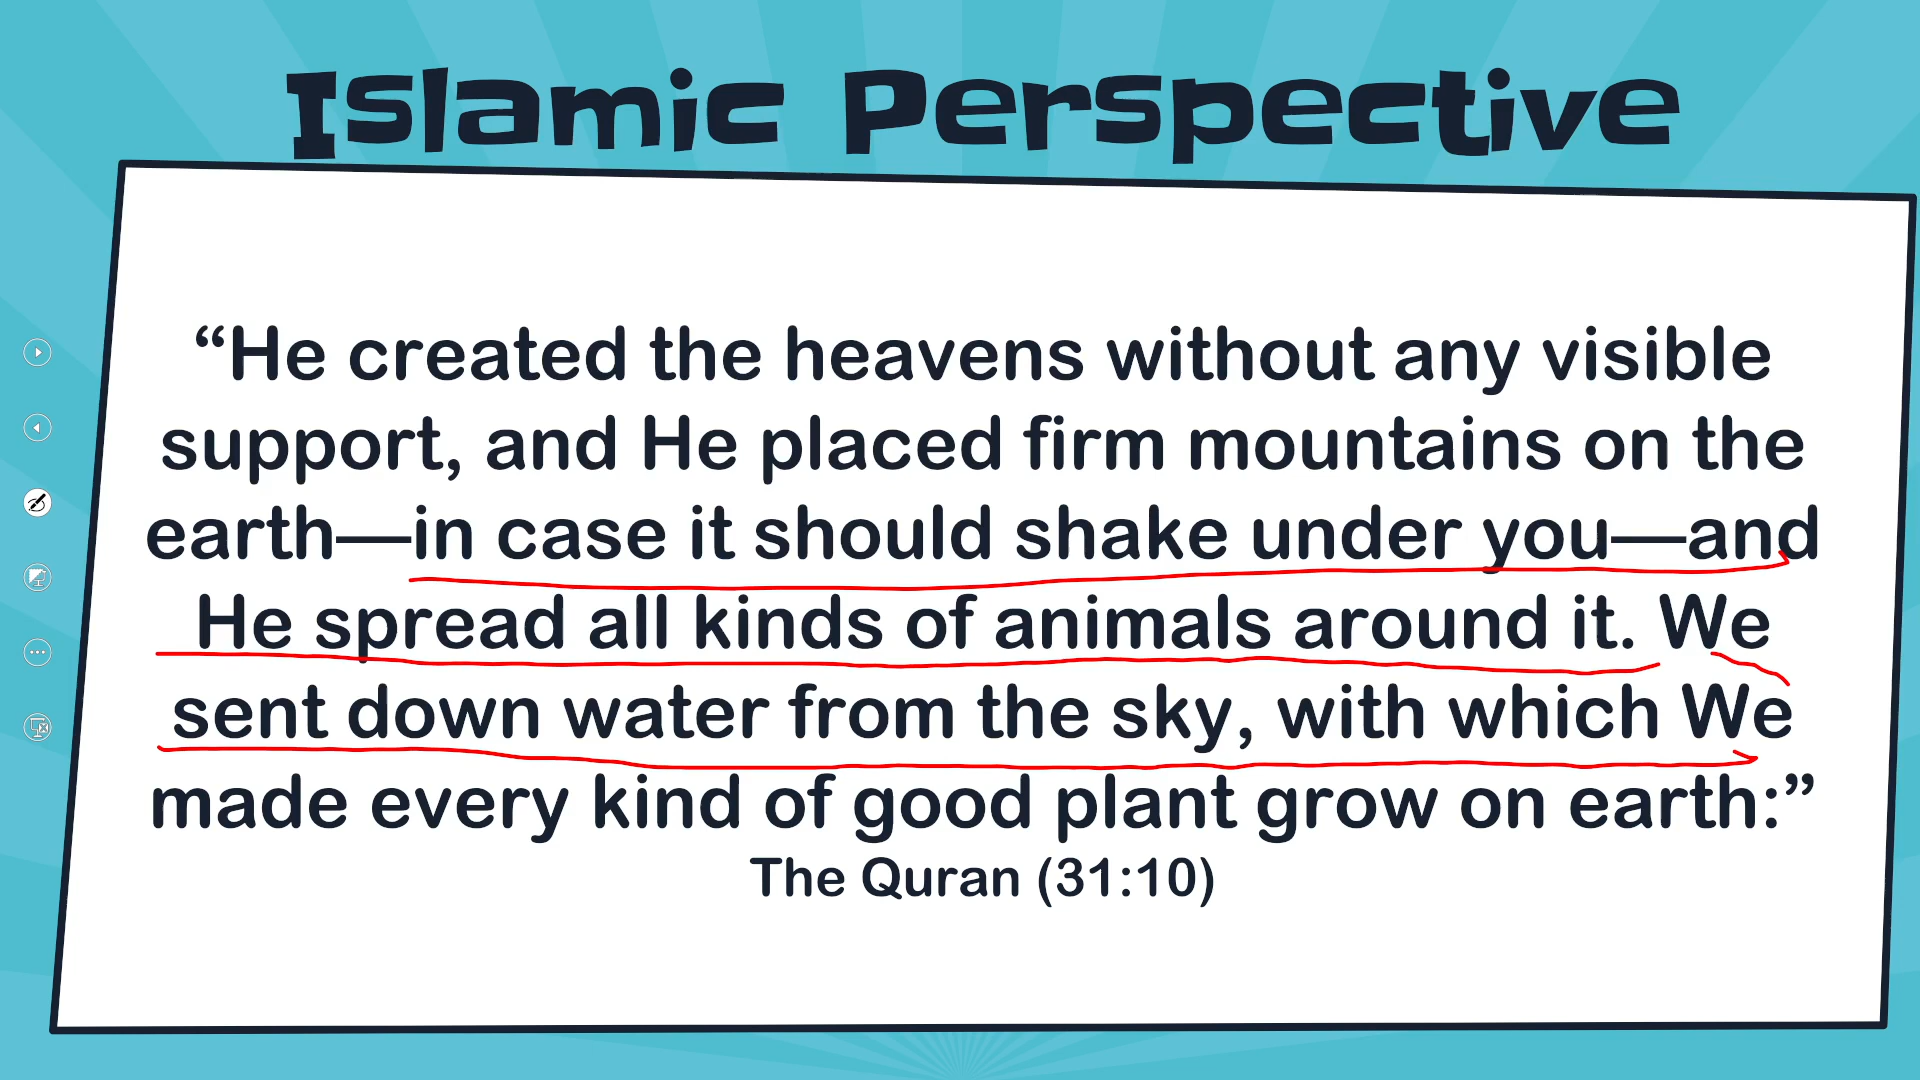 Islamic Perspective
“He created the heavens without any visible
support, and He placed firm mountains on the
earth—in case it should shake under you—and
He spread all kinds of animals around it. We
sent down water from the sky, with which We
made every kind of good plant grow on earth:”
The Quran (31:10)